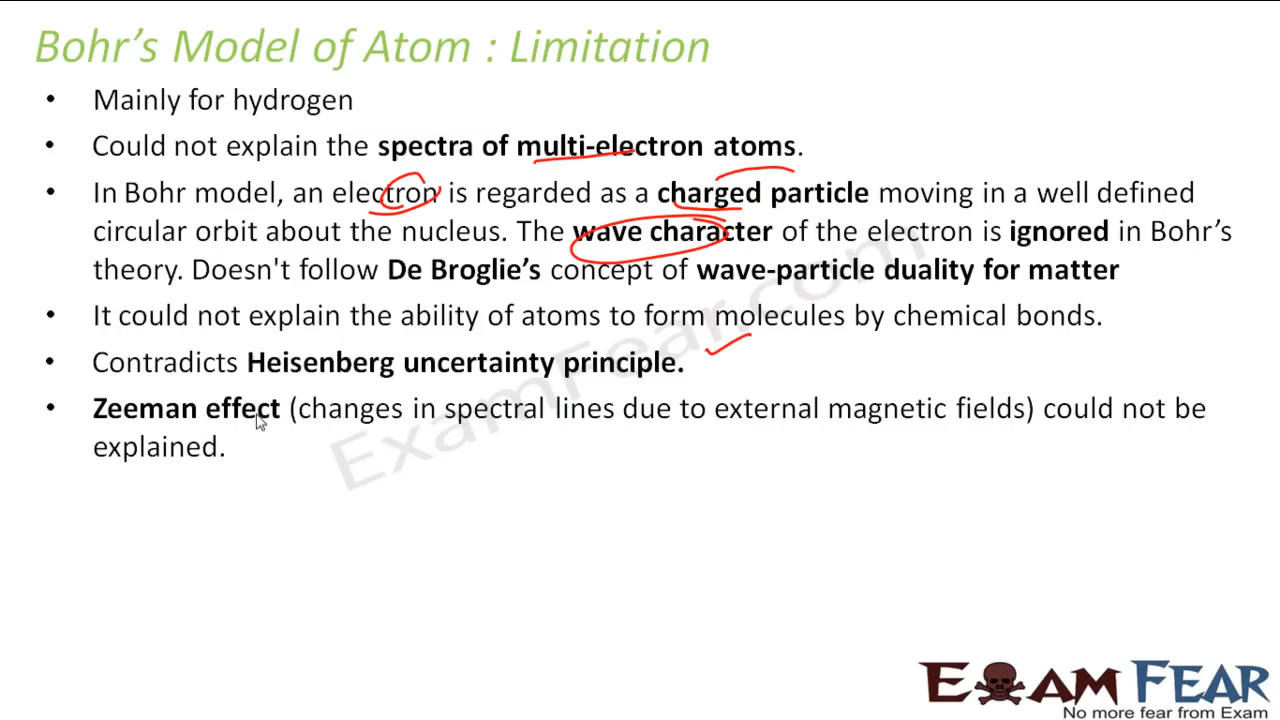 Bohr’s Model of Atom : Limitation
• Mainly for hydrogen
• Could not explain the spectra of multi-electron atoms.
• In Bohr model, an electron is regarded as a charged particle moving in a well defined
circular orbit about the nucleus. The wave character of the electron is ignored in Bohr’s
theory. Doesn't follow De Broglie’s concept of wave-particle duality for matter
• It could not explain the ability of atoms to form molecules by chemical bonds.
• Contradicts Heisenberg uncertainty principle.
• Zeeman effect (changes in spectral lines due to external magnetic fields) could not be
explained.
ExamFear.com
EXAM FEAR
No more fear from Exam